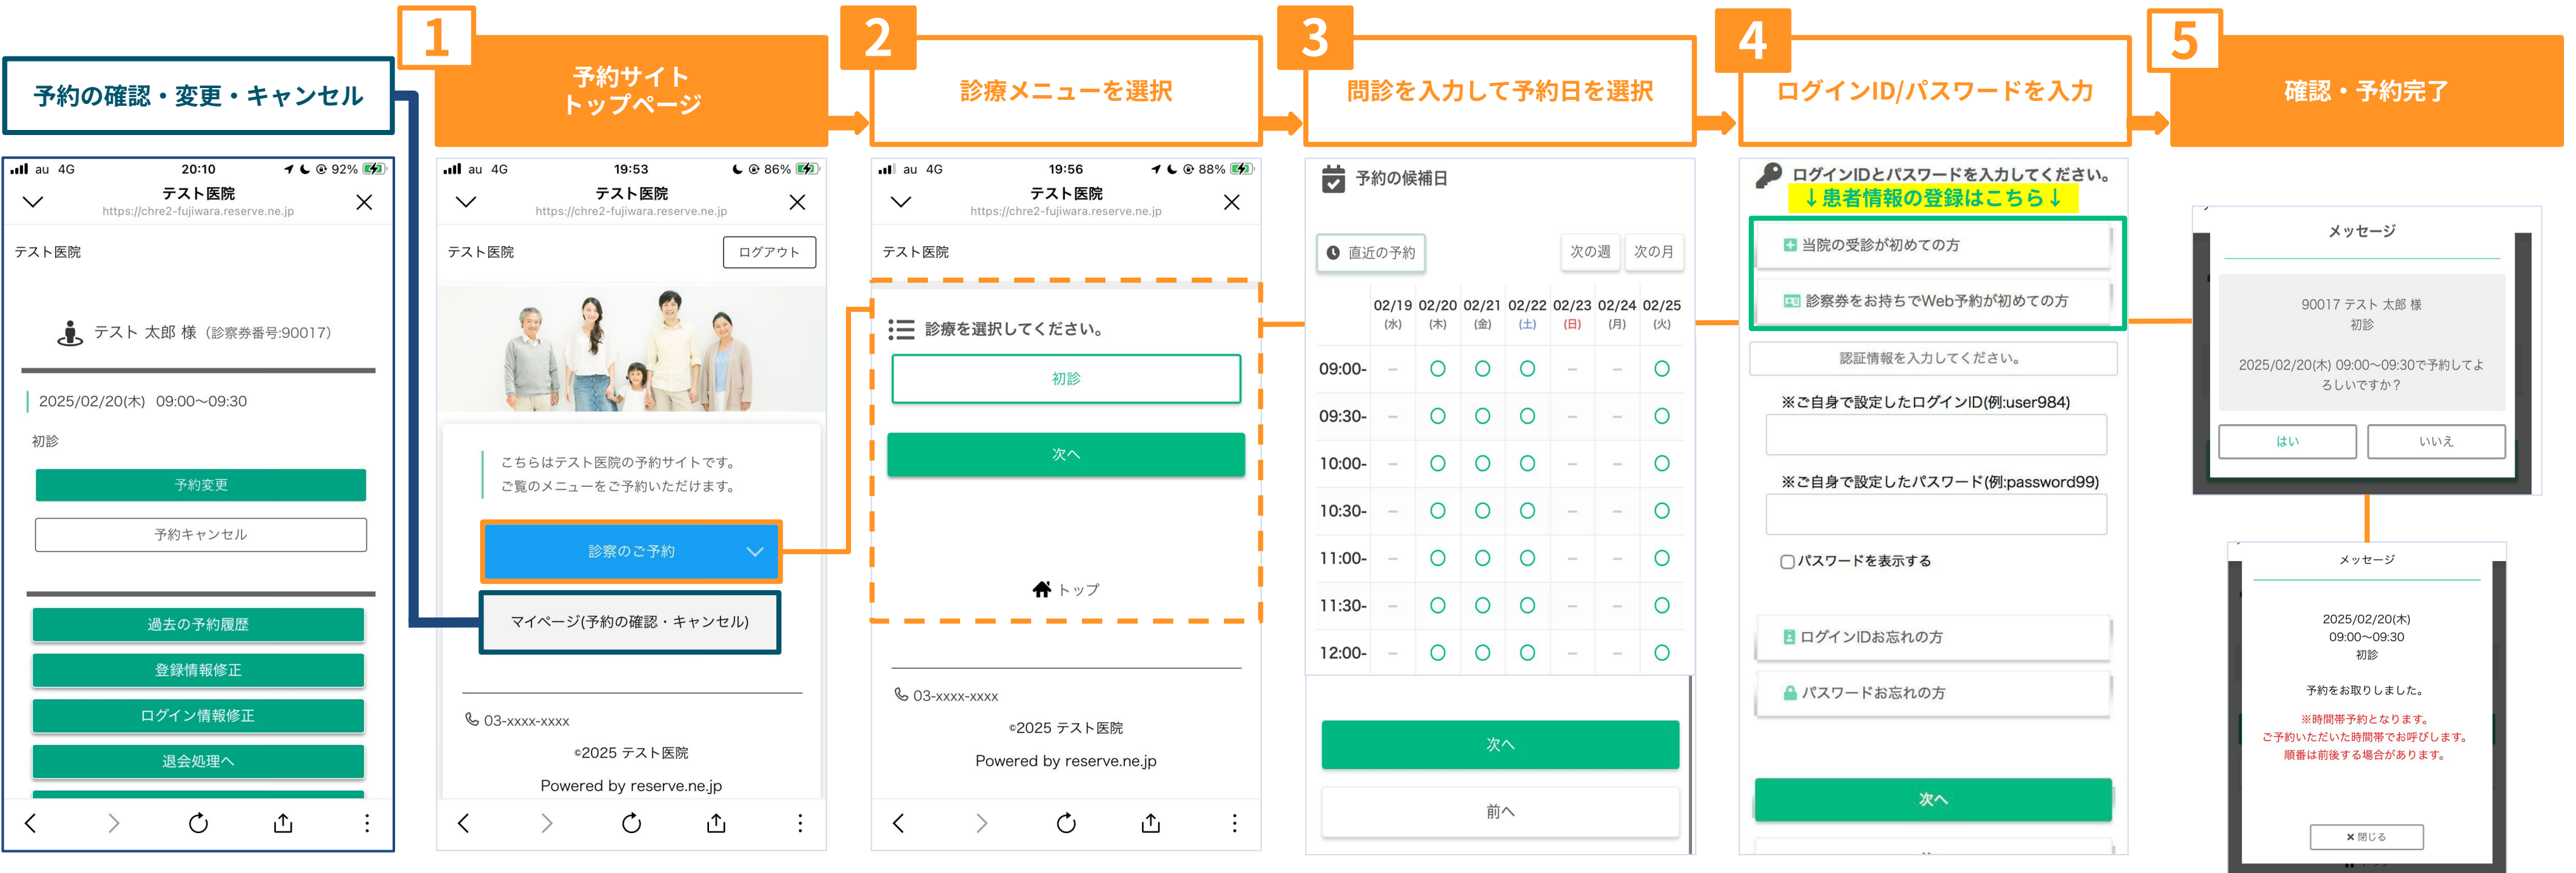 予約の確認・変更・キャンセル
au 4G 20:10 92%
テスト医院
https://chre2-fujiwara.reserve.ne.jp
テスト医院
テスト 太郎 様（診察券番号:90017）
2025/02/20(木) 09:00〜09:30
初診
予約変更
予約キャンセル
過去の予約履歴
登録情報修正
ログイン情報修正
退会処理へ
1
予約サイト
トップページ
au 4G 19:53 86%
テスト医院
https://chre2-fujiwara.reserve.ne.jp
テスト医院 ログアウト
こちらはテスト医院の予約サイトです。
ご覧のメニューをご予約いただけます。
診察のご予約
マイページ(予約の確認・キャンセル)
03-xxxx-xxxx
©2025 テスト医院
Powered by reserve.ne.jp
2
診療メニューを選択
au 4G 19:56 88%
テスト医院
https://chre2-fujiwara.reserve.ne.jp
テスト医院
診療を選択してください。
初診
次へ
トップ
03-xxxx-xxxx
©2025 テスト医院
Powered by reserve.ne.jp
3
問診を入力して予約日を選択
予約の候補日
直近の予約 次の週 次の月
02/19 02/20 02/21 02/22 02/23 02/24 02/25
(水) (木) (金) (土) (日) (月) (火)
09:00- – ○ ○ ○ – – ○
09:30- – ○ ○ ○ – – ○
10:00- – ○ ○ ○ – – ○
10:30- – ○ ○ ○ – – ○
11:00- – ○ ○ ○ – – ○
11:30- – ○ ○ ○ – – ○
12:00- – ○ ○ ○ – – ○
次へ
前へ
4
ログインID/パスワードを入力
ログインIDとパスワードを入力してください。
↓患者情報の登録はこちら↓
当院の受診が初めての方
診察券をお持ちでWeb予約が初めての方
認証情報を入力してください。
※ご自身で設定したログインID(例:user984)
※ご自身で設定したパスワード(例:password99)
パスワードを表示する
ログインIDお忘れの方
パスワードお忘れの方
次へ
5
確認・予約完了
メッセージ
90017 テスト 太郎 様
初診
2025/02/20(木) 09:00〜09:30で予約してよ
ろしいですか？
はい いいえ
メッセージ
2025/02/20(木)
09:00〜09:30
初診
予約をお取りしました。
※時間帯予約となります。
ご予約いただいた時間帯でお呼びします。
順番は前後する場合があります。
×閉じる